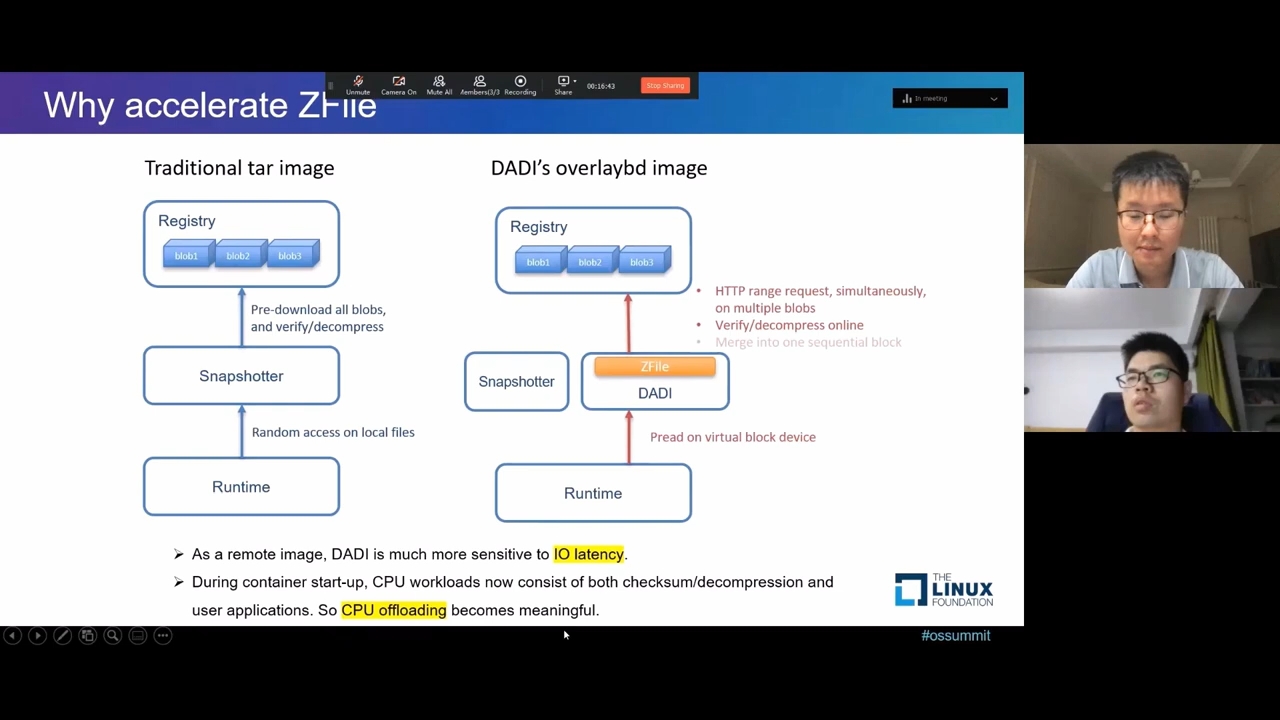 Unmute
Camera On
Mute All
Recording
Share
00:16:43
Stop Sharing
In meeting
Why accelerate ZFile
Traditional tar image
DADI's overlaybd image
Registry
blob1
blob2
blob3
Registry
blob1
blob2
blob3
Pre-download all blobs,
and verify/decompress
• HTTP range request, simultaneously,
on multiple blobs
• Verify/decompress online
• Merge into one sequential block
Snapshotter
Snapshotter
ZFile
DADI
Random access on local files
Pread on virtual block device
Runtime
Runtime
➢ As a remote image, DADI is much more sensitive to IO latency.
➢ During container start-up, CPU workloads now consist of both checksum/decompression and
user applications. So CPU offloading becomes meaningful.
THE
LINUX
FOUNDATION
#ossummit